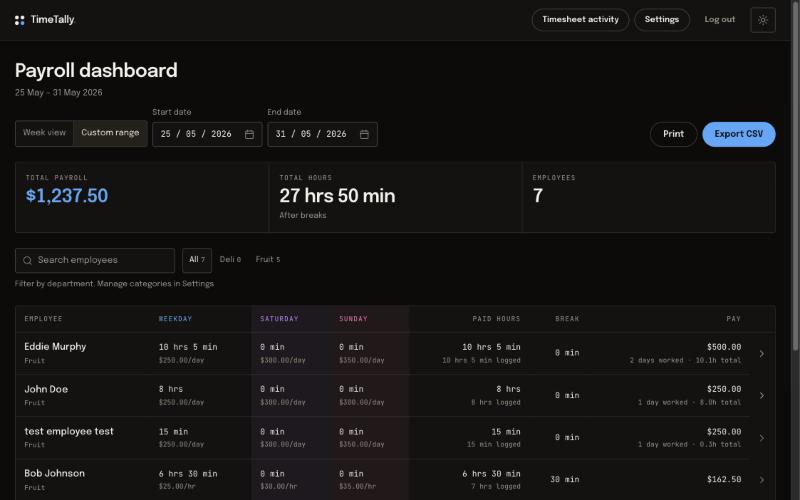 TimeTally
Timesheet activity
Settings
Log out
Payroll dashboard
25 May – 31 May 2026
Start date
End date
Week view
Custom range
25 / 05 / 2026
31 / 05 / 2026
Print
Export CSV
TOTAL PAYROLL
TOTAL HOURS
EMPLOYEES
$1,237.50
27 hrs 50 min
7
After breaks
Search employees
All 7
Deli 0
Fruit 5
Filter by department. Manage categories in Settings
EMPLOYEE WEEKDAY SATURDAY SUNDAY PAID HOURS BREAK PAY
Eddie Murphy 10 hrs 5 min 0 min 0 min 10 hrs 5 min 0 min $500.00
Fruit $250.00/day $300.00/day $350.00/day 10 hrs 5 min logged 2 days worked · 10.1h total
John Doe 8 hrs 0 min 0 min 8 hrs 0 min $250.00
Fruit $250.00/day $300.00/day $350.00/day 8 hrs logged 1 day worked · 8.0h total
test employee test 15 min 0 min 0 min 15 min 0 min $250.00
Fruit $250.00/day $300.00/day $350.00/day 15 min logged 1 day worked · 0.3h total
Bob Johnson 6 hrs 30 min 0 min 0 min 6 hrs 30 min 30 min $162.50
Fruit $25.00/hr $30.00/hr $35.00/hr 7 hrs logged